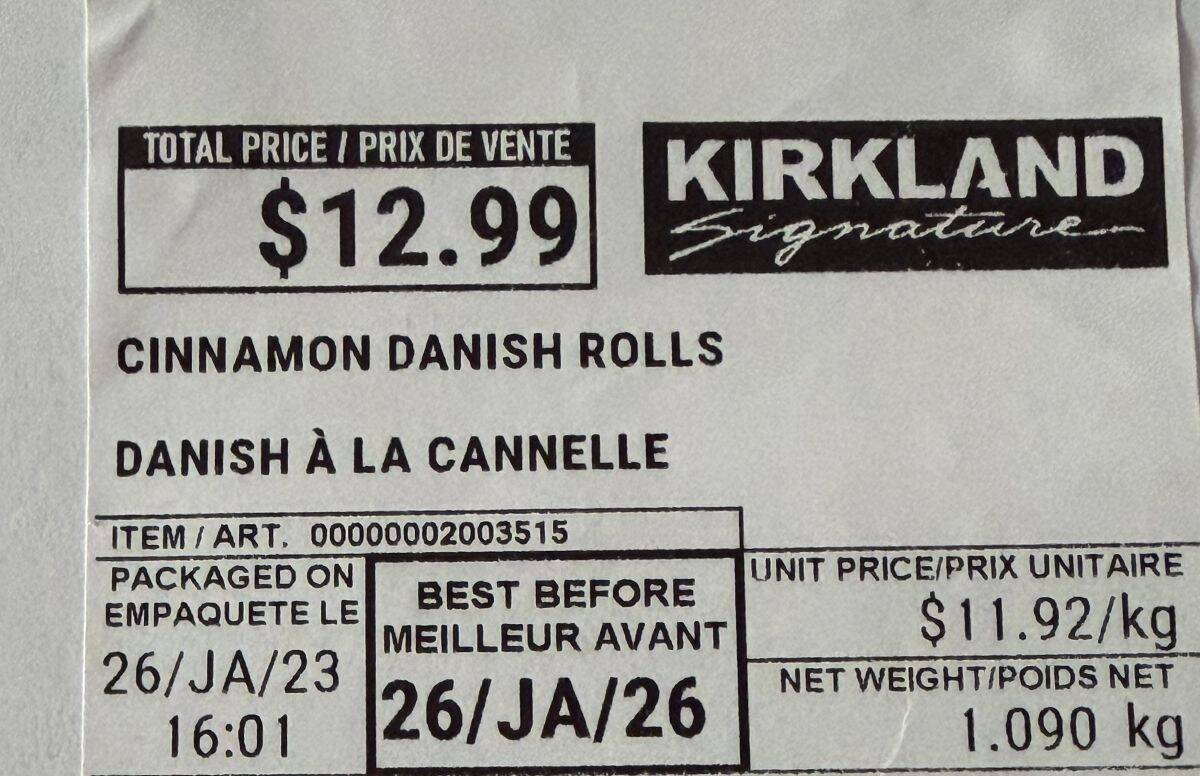 TOTAL PRICE / PRIX DE VENTE
$12.99
KIRKLAND
Signature
CINNAMON DANISH ROLLS
DANISH À LA CANNELLE
ITEM / ART. 00000002003515
PACKAGED ON
EMPAQUETE LE
26/JA/23
16:01
BEST BEFORE
MEILLEUR AVANT
26/JA/26
UNIT PRICE/PRIX UNITAIRE
$11.92/kg
NET WEIGHT/POIDS NET
1.090 kg